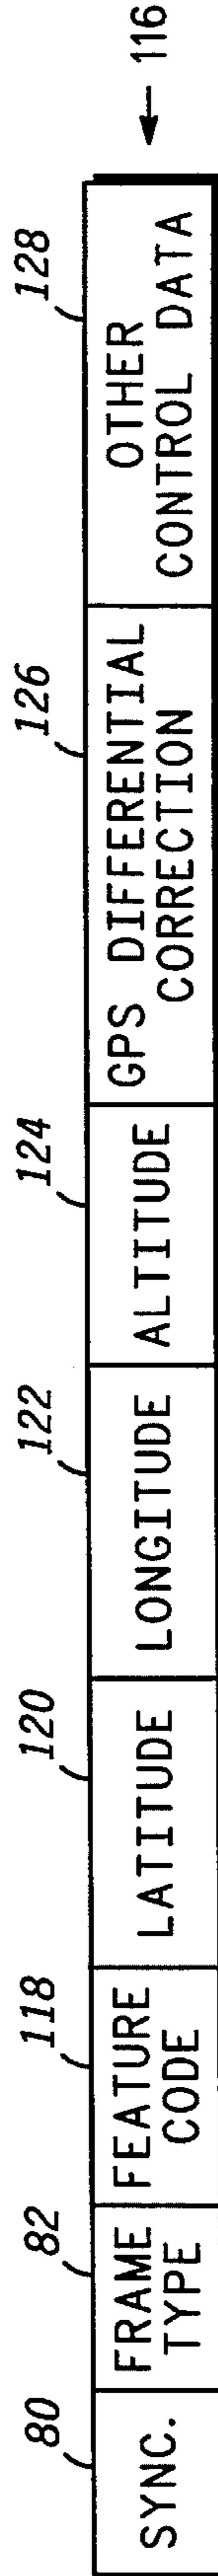 80 82 118 120 122 124 126 128
SYNC.
FRAME
TYPE
FEATURE
CODE
LATITUDE
LONGITUDE
ALTITUDE
GPS DIFFERENTIAL
CORRECTION
OTHER
CONTROL DATA
116